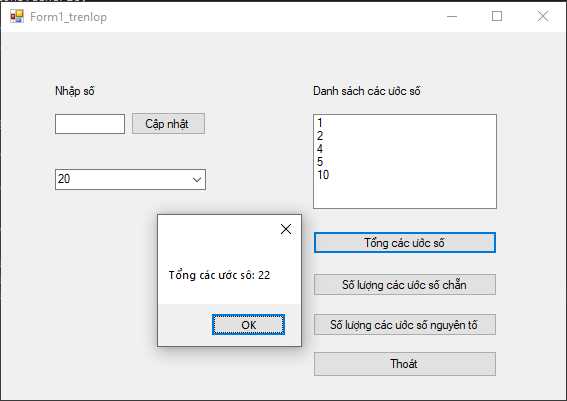 Form1_trenlop
Nhập số
Cập nhật
20
Danh sách các ước số
1
2
4
5
10
Tổng các ước số
Số lượng các ước số chẵn
Số lượng các ước số nguyên tố
Thoát
Tổng các ước sô: 22
OK